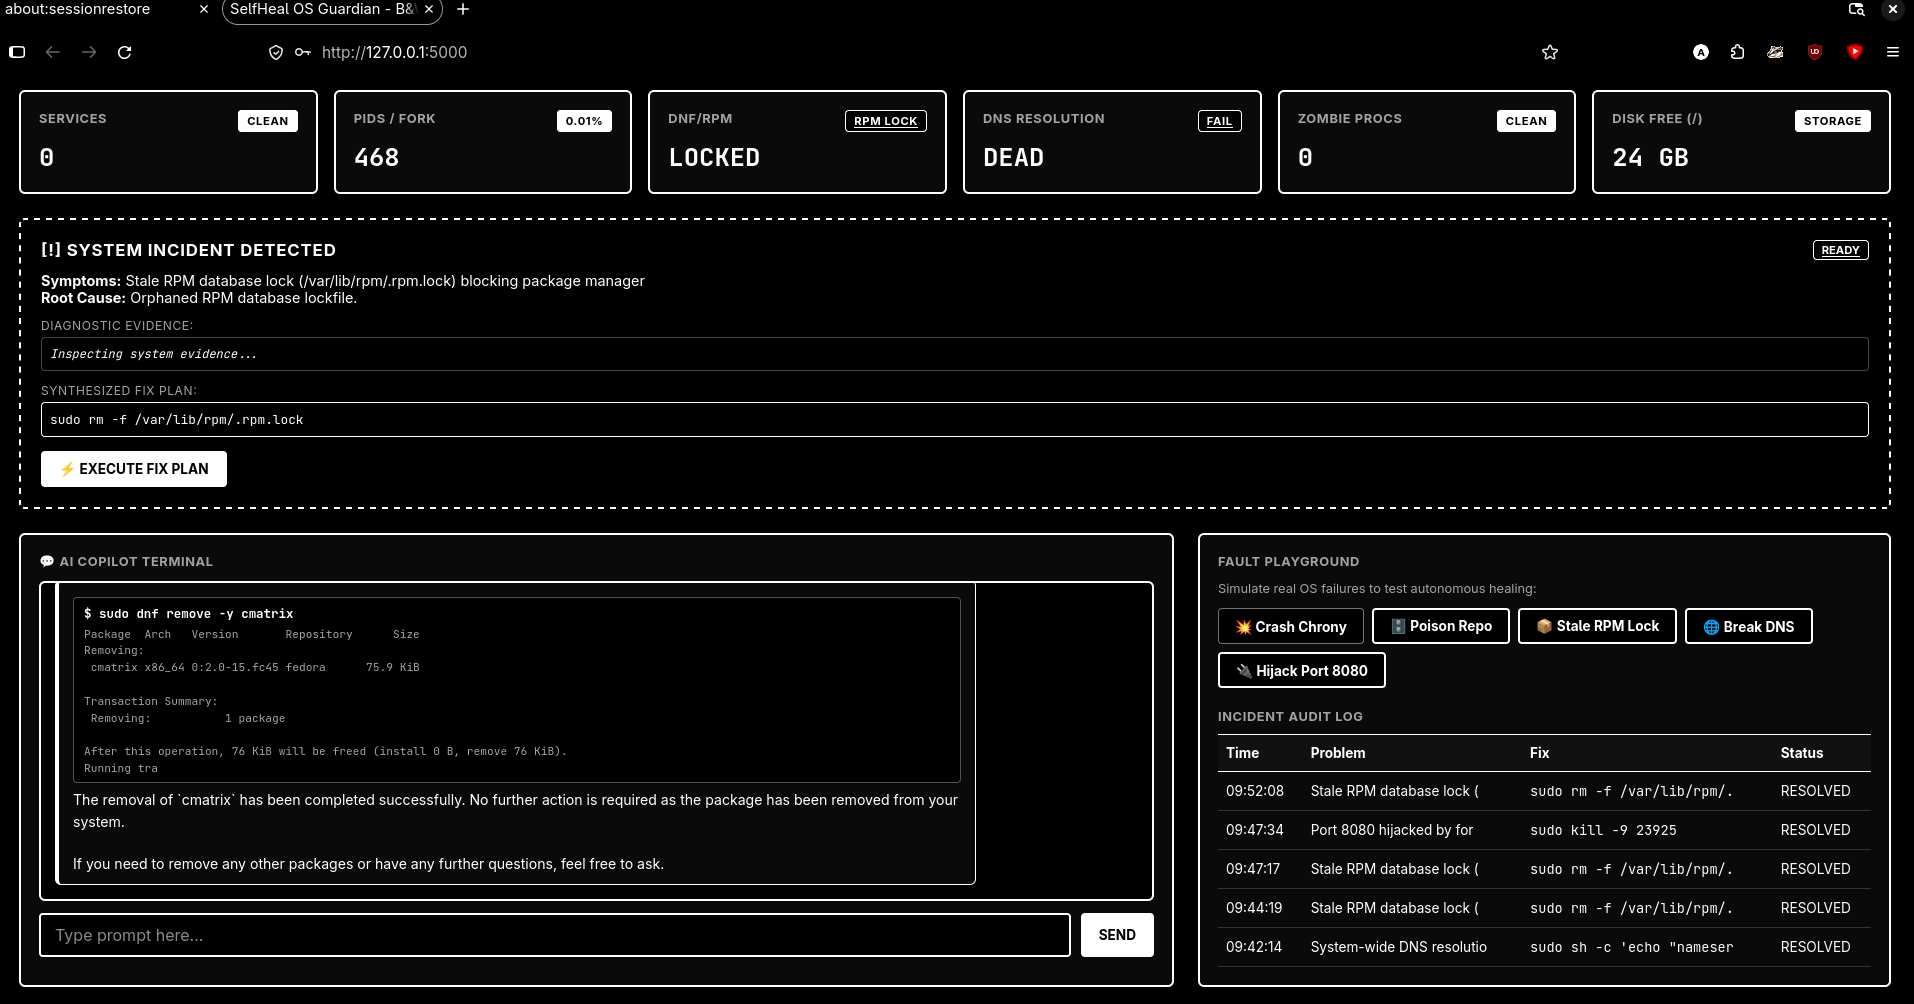 about:sessionrestore
SelfHeal OS Guardian - B&
http://127.0.0.1:5000
SERVICES
CLEAN
0
PIDS / FORK
0.01%
468
DNF/RPM
RPM LOCK
LOCKED
DNS RESOLUTION
FAIL
DEAD
ZOMBIE PROCS
CLEAN
0
DISK FREE (/)
STORAGE
24 GB
[!] SYSTEM INCIDENT DETECTED
READY
Symptoms: Stale RPM database lock (/var/lib/rpm/.rpm.lock) blocking package manager
Root Cause: Orphaned RPM database lockfile.
DIAGNOSTIC EVIDENCE:
Inspecting system evidence...
SYNTHESIZED FIX PLAN:
sudo rm -f /var/lib/rpm/.rpm.lock
⚡ EXECUTE FIX PLAN
💬 AI COPILOT TERMINAL
$ sudo dnf remove -y cmatrix
Package  Arch   Version       Repository      Size
Removing:
 cmatrix x86_64 0:2.0-15.fc45 fedora      75.9 KiB
Transaction Summary:
 Removing:           1 package
After this operation, 76 KiB will be freed (install 0 B, remove 76 KiB).
Running tra
The removal of `cmatrix` has been completed successfully. No further action is required as the package has been removed from your
system.
If you need to remove any other packages or have any further questions, feel free to ask.
Type prompt here...
SEND
FAULT PLAYGROUND
Simulate real OS failures to test autonomous healing:
💥 Crash Chrony
🗄️ Poison Repo
📦 Stale RPM Lock
🌐 Break DNS
🔌 Hijack Port 8080
INCIDENT AUDIT LOG
Time Problem Fix Status
09:52:08 Stale RPM database lock ( sudo rm -f /var/lib/rpm/. RESOLVED
09:47:34 Port 8080 hijacked by for sudo kill -9 23925 RESOLVED
09:47:17 Stale RPM database lock ( sudo rm -f /var/lib/rpm/. RESOLVED
09:44:19 Stale RPM database lock ( sudo rm -f /var/lib/rpm/. RESOLVED
09:42:14 System-wide DNS resolutio sudo sh -c 'echo "nameser RESOLVED